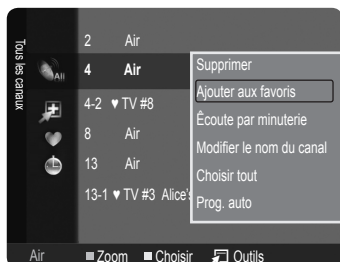 Tous les canaux
All
2 Air
4 Air
4-2 ♥ TV #8
8 Air
13 Air
13-1 ♥ TV #3 Alice's
Supprimer
Ajouter aux favoris
Écoute par minuterie
Modifier le nom du canal
Choisir tout
Prog. auto
Air Zoom Choisir Outils